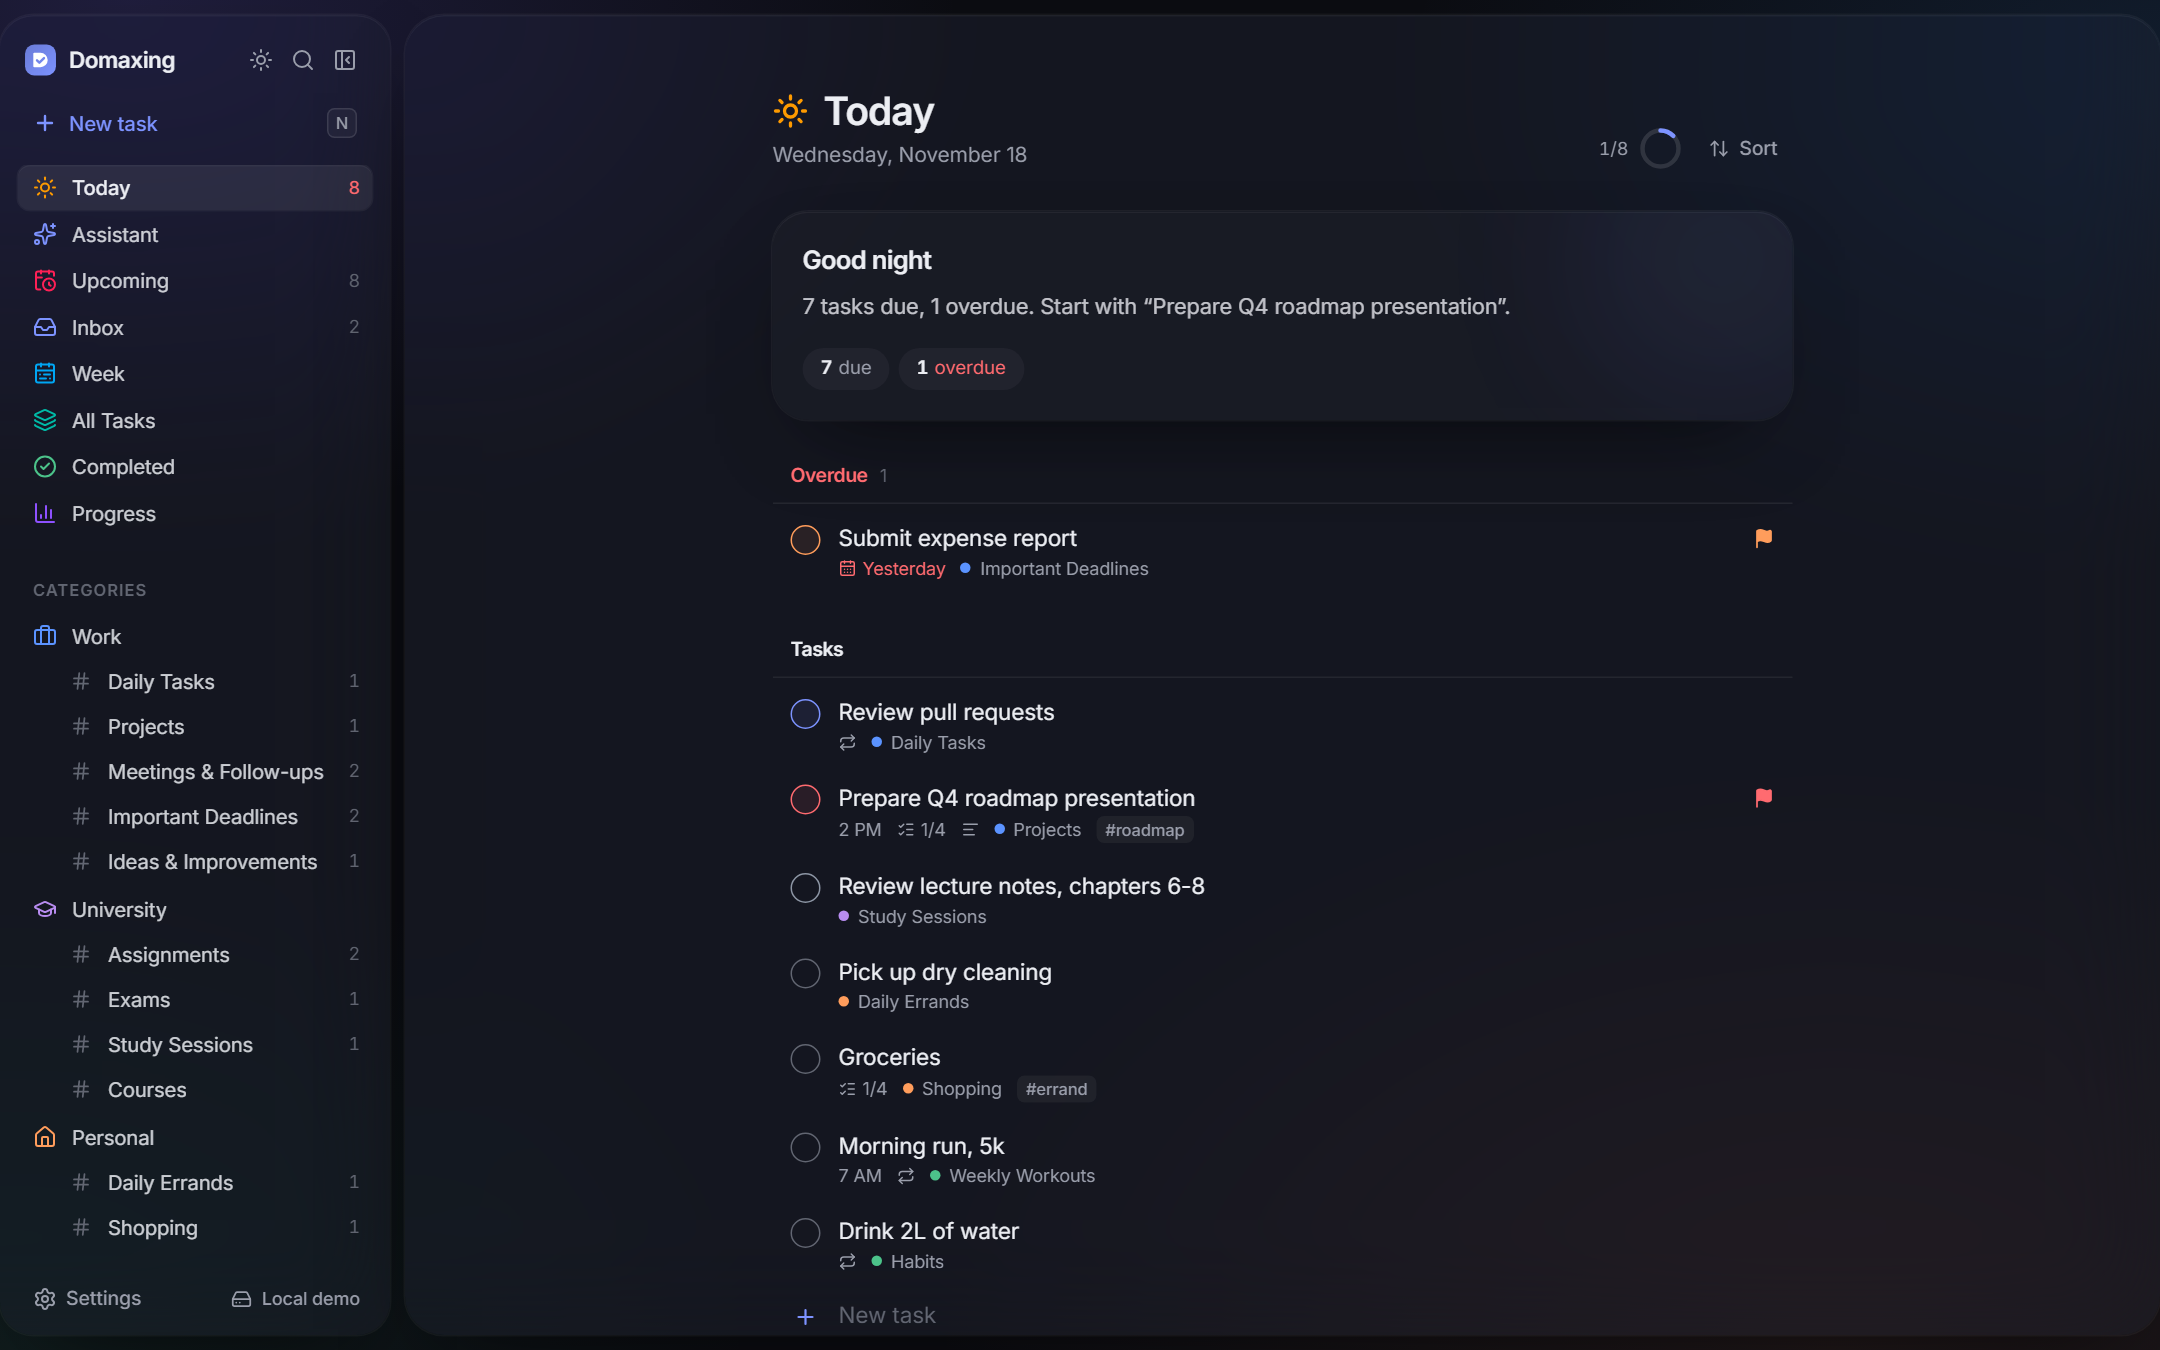 Domaxing
New task N
Today 8
Assistant
Upcoming 8
Inbox 2
Week
All Tasks
Completed
Progress
CATEGORIES
Work
# Daily Tasks 1
# Projects 1
# Meetings & Follow-ups 2
# Important Deadlines 2
# Ideas & Improvements 1
University
# Assignments 2
# Exams 1
# Study Sessions 1
# Courses
Personal
# Daily Errands 1
# Shopping 1
Settings Local demo
Today
Wednesday, November 18
1/8 Sort
Good night
7 tasks due, 1 overdue. Start with “Prepare Q4 roadmap presentation”.
7 due 1 overdue
Overdue 1
Submit expense report
Yesterday Important Deadlines
Tasks
Review pull requests
Daily Tasks
Prepare Q4 roadmap presentation
2 PM 1/4 Projects #roadmap
Review lecture notes, chapters 6-8
Study Sessions
Pick up dry cleaning
Daily Errands
Groceries
1/4 Shopping #errand
Morning run, 5k
7 AM Weekly Workouts
Drink 2L of water
Habits
New task